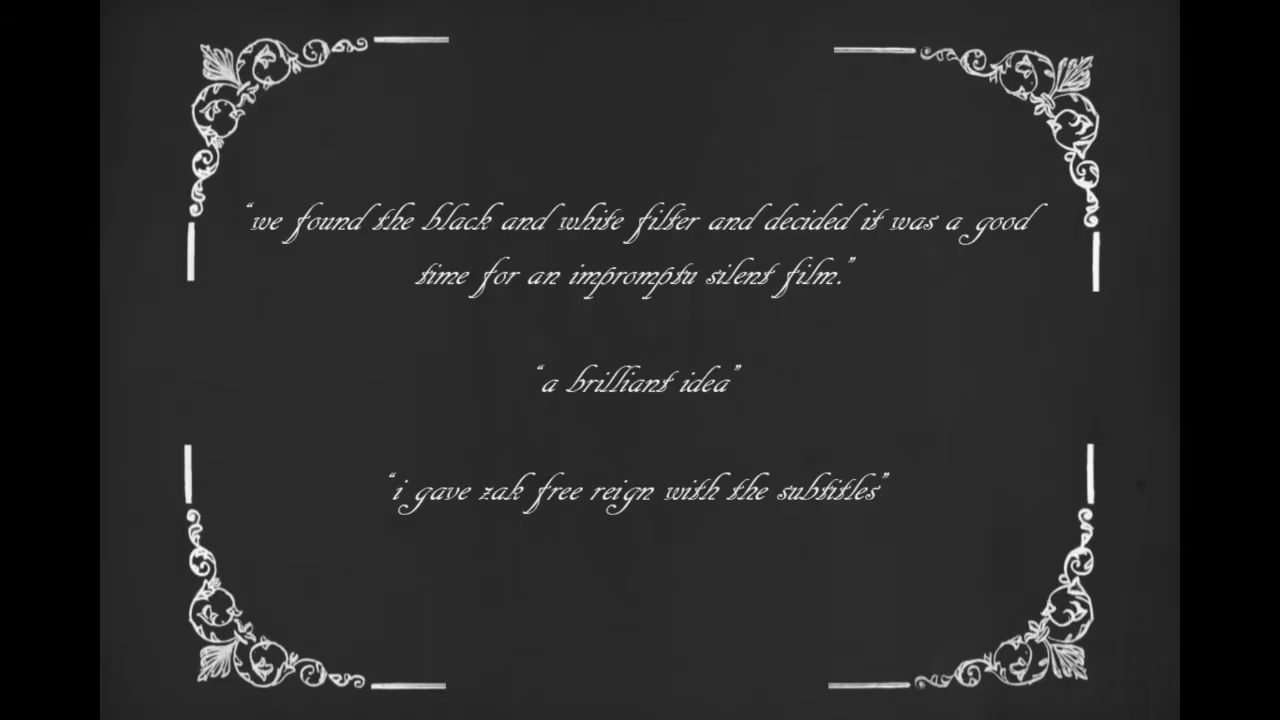 “we found the black and white filter and decided it was a good
time for an impromptu silent film.”
“a brilliant idea”
“i gave zak free reign with the subtitles”